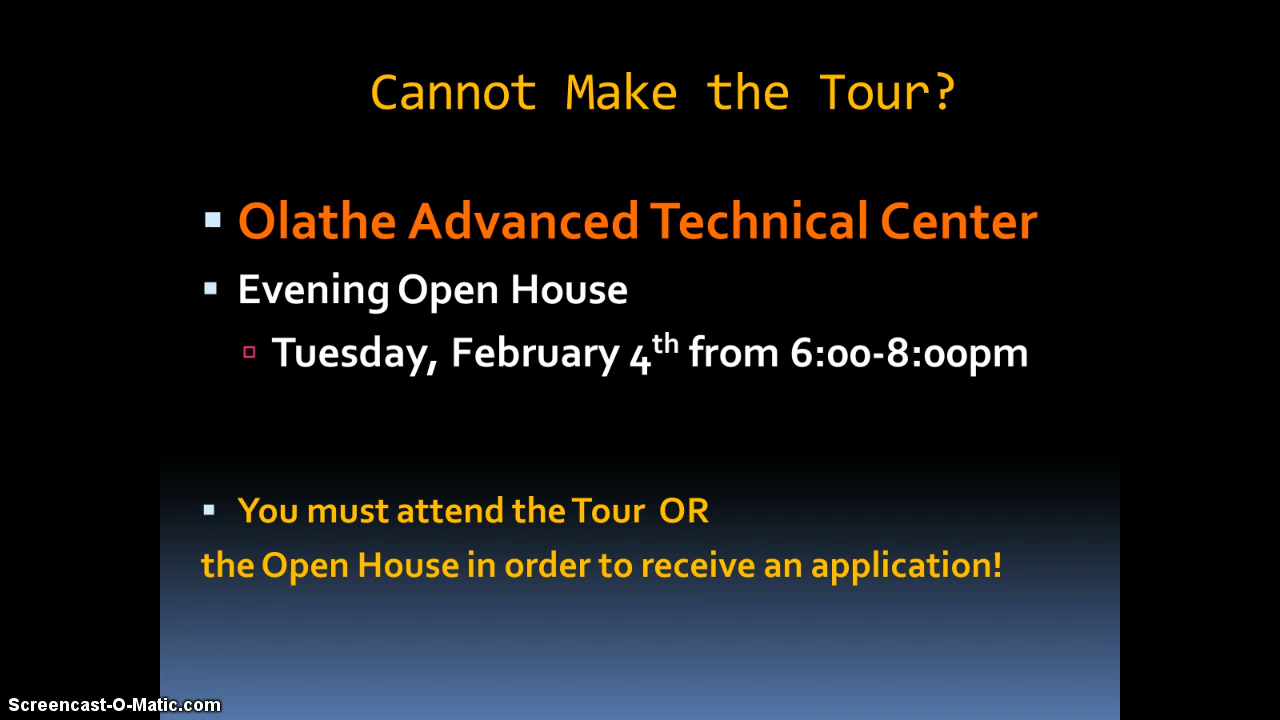 Cannot Make the Tour?
Olathe Advanced Technical Center
Evening Open House
Tuesday, February 4th from 6:00-8:00pm
You must attend the Tour OR
the Open House in order to receive an application!
Screencast-O-Matic.com